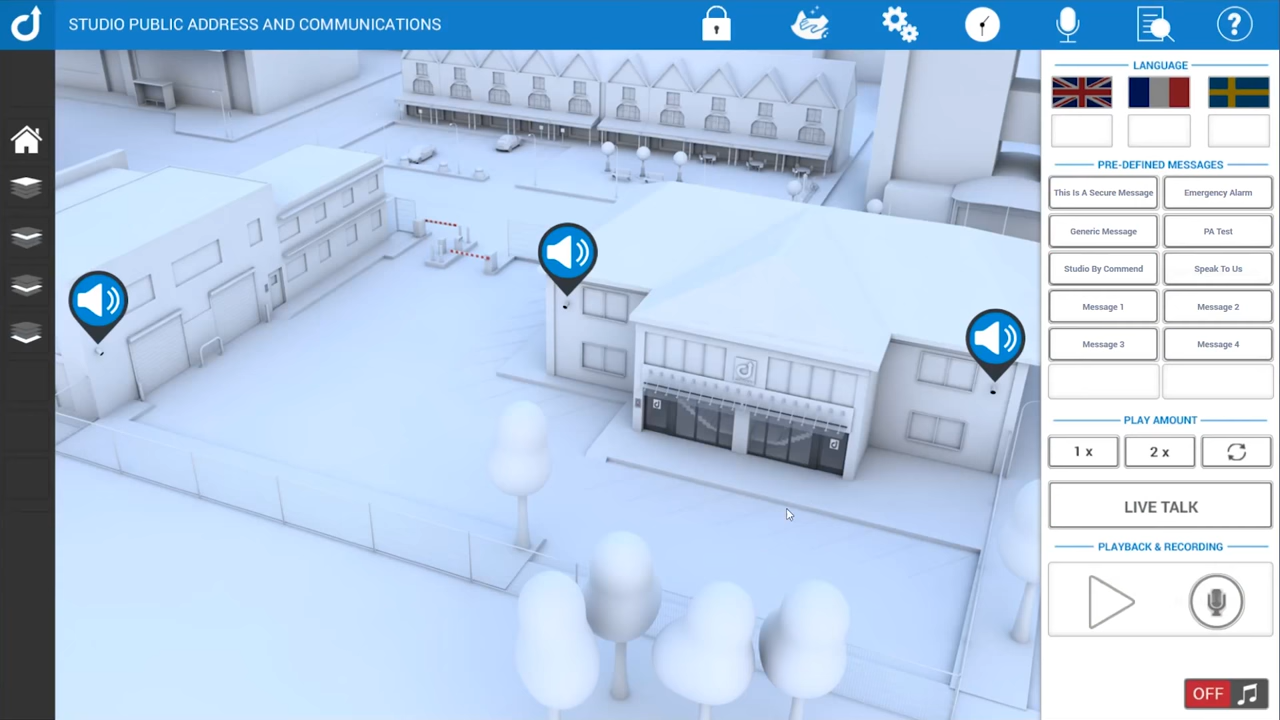 STUDIO PUBLIC ADDRESS AND COMMUNICATIONS
LANGUAGE
PRE-DEFINED MESSAGES
This Is A Secure Message
Emergency Alarm
Generic Message
PA Test
Studio By Commend
Speak To Us
Message 1
Message 2
Message 3
Message 4
PLAY AMOUNT
1 x
2 x
LIVE TALK
PLAYBACK & RECORDING
OFF